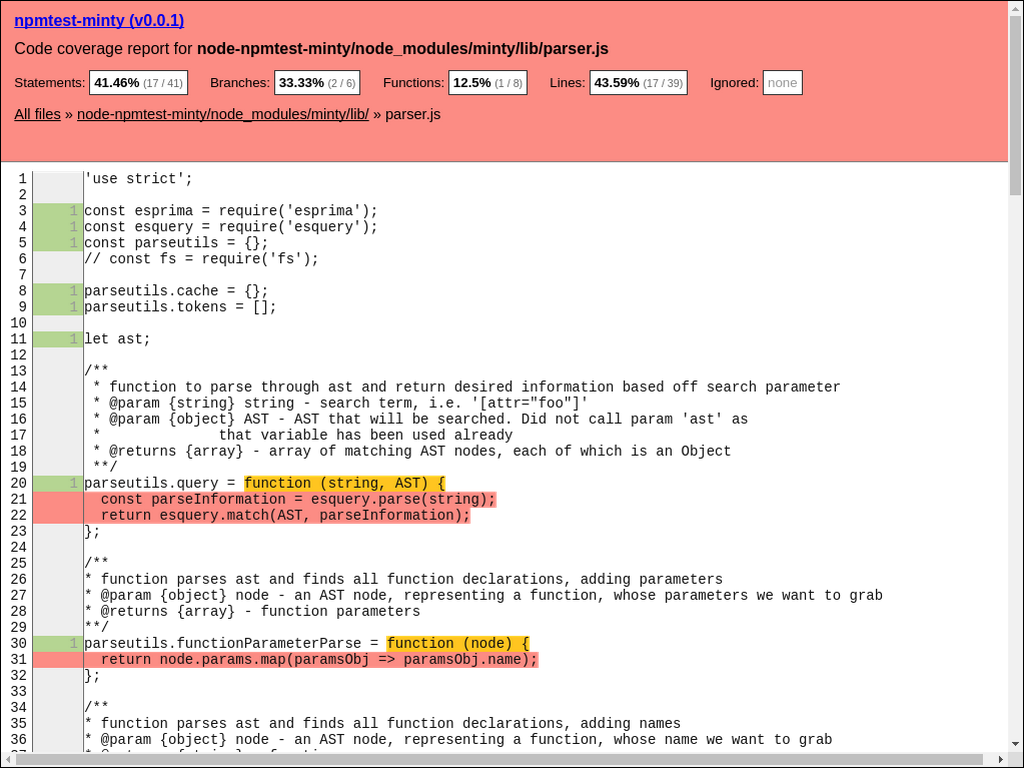 npmtest-minty (v0.0.1)
Code coverage report for node-npmtest-minty/node_modules/minty/lib/parser.js
Statements: 41.46% (17 / 41) Branches: 33.33% (2 / 6) Functions: 12.5% (1 / 8) Lines: 43.59% (17 / 39) Ignored: none
All files » node-npmtest-minty/node_modules/minty/lib/ » parser.js
1 'use strict';
2
3 1 const esprima = require('esprima');
4 1 const esquery = require('esquery');
5 1 const parseutils = {};
6 // const fs = require('fs');
7
8 1 parseutils.cache = {};
9 1 parseutils.tokens = [];
10
11 1 let ast;
12
13 /**
14 * function to parse through ast and return desired information based off search parameter
15 * @param {string} string - search term, i.e. '[attr="foo"]'
16 * @param {object} AST - AST that will be searched. Did not call param 'ast' as
17 * that variable has been used already
18 * @returns {array} - array of matching AST nodes, each of which is an Object
19 **/
20 1 parseutils.query = function (string, AST) {
21 const parseInformation = esquery.parse(string);
22 return esquery.match(AST, parseInformation);
23 };
24
25 /**
26 * function parses ast and finds all function declarations, adding parameters
27 * @param {object} node - an AST node, representing a function, whose parameters we want to grab
28 * @returns {array} - function parameters
29 **/
30 1 parseutils.functionParameterParse = function (node) {
31 return node.params.map(paramsObj => paramsObj.name);
32 };
33
34 /**
35 * function parses ast and finds all function declarations, adding names
36 * @param {object} node - an AST node, representing a function, whose name we want to grab